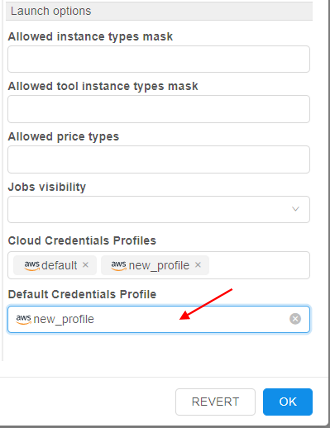 Launch options
Allowed instance types mask
Allowed tool instance types mask
Allowed price types
Jobs visibility
Cloud Credentials Profiles
aws default × aws new_profile ×
Default Credentials Profile
aws new_profile
REVERT OK